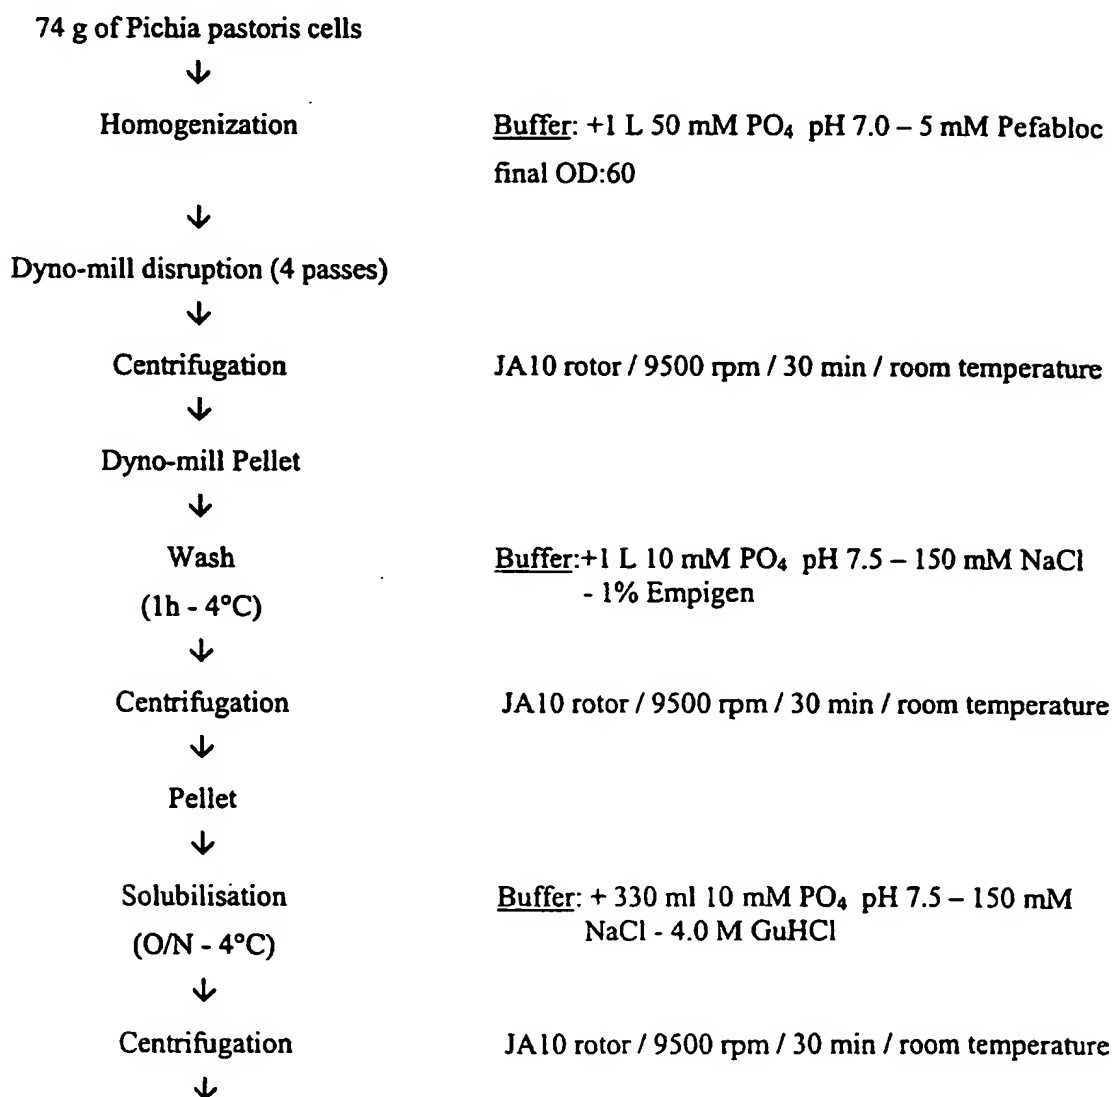 74 g of Pichia pastoris cells
↓
Homogenization Buffer: +1 L 50 mM PO₄ pH 7.0 – 5 mM Pefabloc
final OD:60
↓
Dyno-mill disruption (4 passes)
↓
Centrifugation JA10 rotor / 9500 rpm / 30 min / room temperature
↓
Dyno-mill Pellet
↓
Wash Buffer:+1 L 10 mM PO₄ pH 7.5 – 150 mM NaCl
(1h - 4°C) - 1% Empigen
↓
Centrifugation JA10 rotor / 9500 rpm / 30 min / room temperature
↓
Pellet
↓
Solubilisation Buffer: + 330 ml 10 mM PO₄ pH 7.5 – 150 mM
(O/N - 4°C) NaCl - 4.0 M GuHCl
↓
Centrifugation JA10 rotor / 9500 rpm / 30 min / room temperature
↓